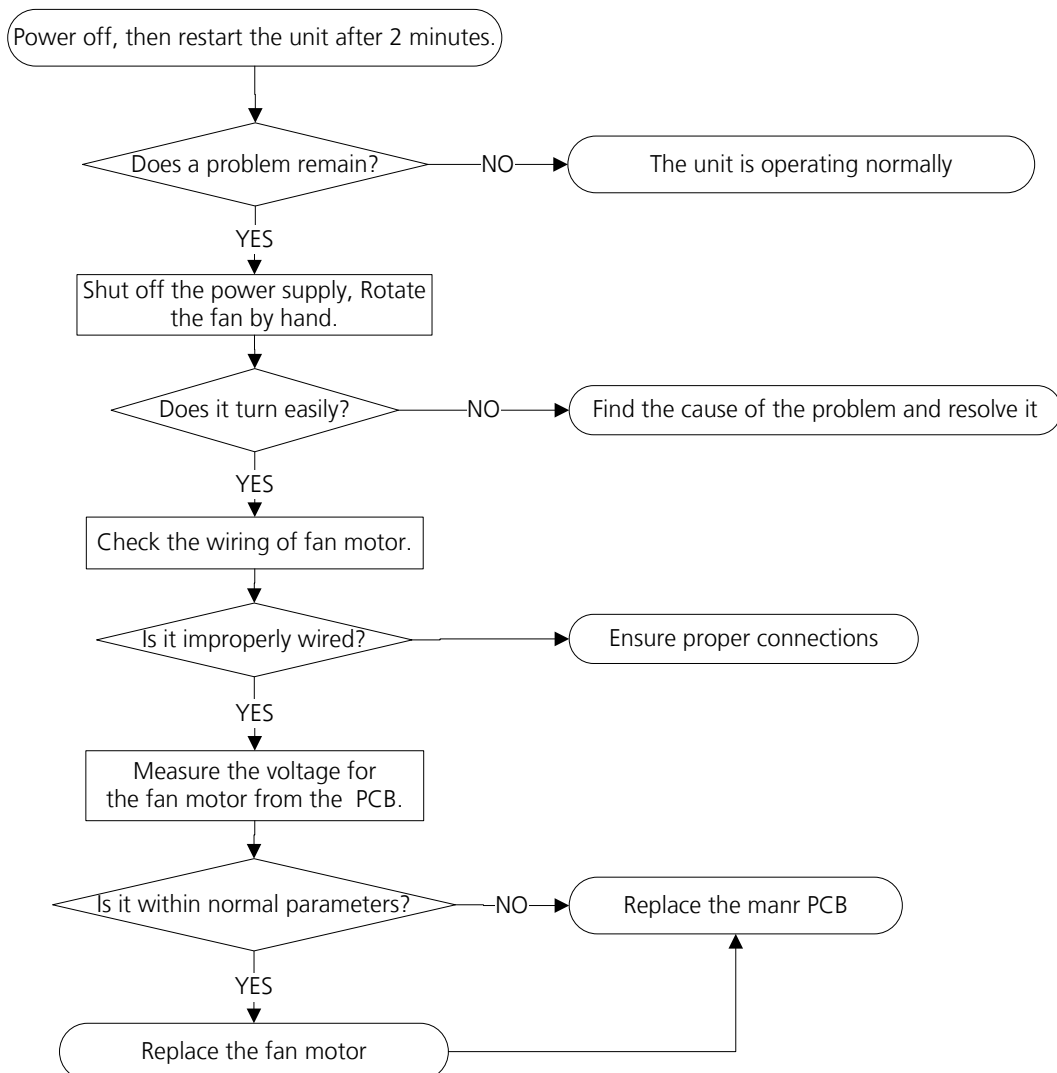 Power off, then restart the unit after 2 minutes.
Does a problem remain?
NO
The unit is operating normally
YES
Shut off the power supply, Rotate
the fan by hand.
Does it turn easily?
NO
Find the cause of the problem and resolve it
YES
Check the wiring of fan motor.
Is it improperly wired?
Ensure proper connections
YES
Measure the voltage for
the fan motor from the PCB.
Is it within normal parameters?
NO
Replace the manr PCB
YES
Replace the fan motor